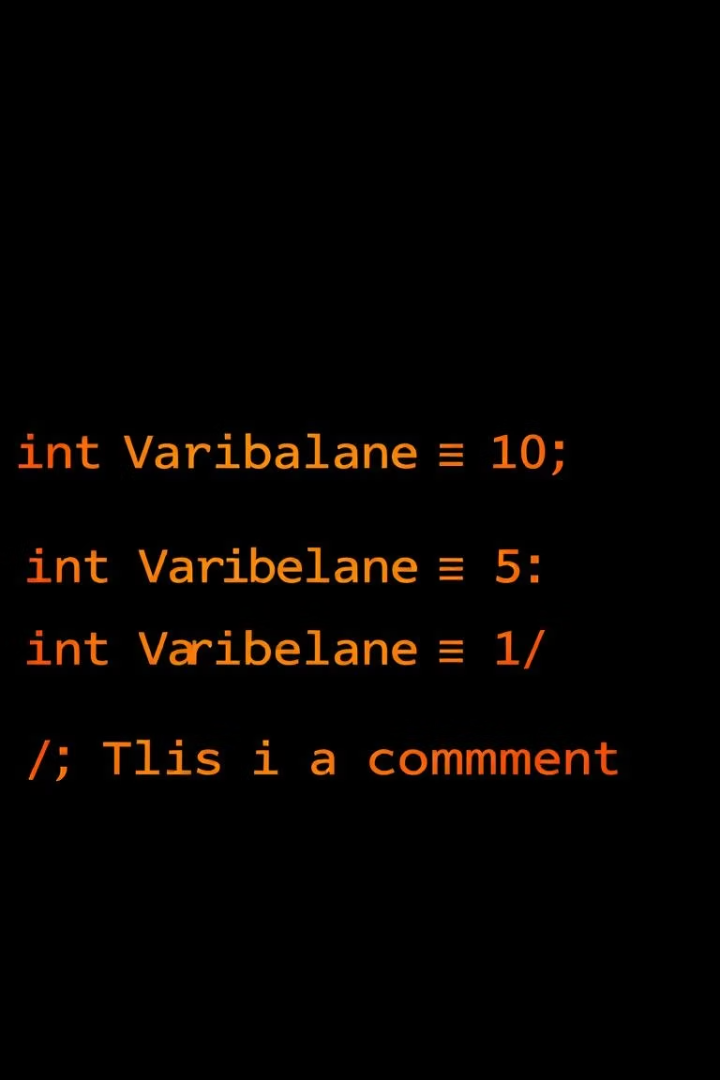 int Varibalane ≡ 10;
int Varibelane ≡ 5:
int Varibelane ≡ 1/
/; Tlis i a commment